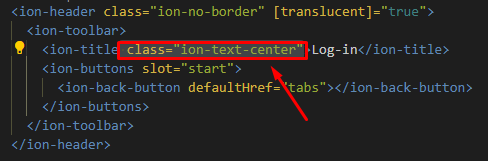 <ion-header class="ion-no-border" [translucent]="true">
<ion-toolbar>
<ion-title class="ion-text-center">Log-in</ion-title>
<ion-buttons slot="start">
<ion-back-button defaultHref="tabs"></ion-back-button>
</ion-buttons>
</ion-toolbar>
</ion-header>